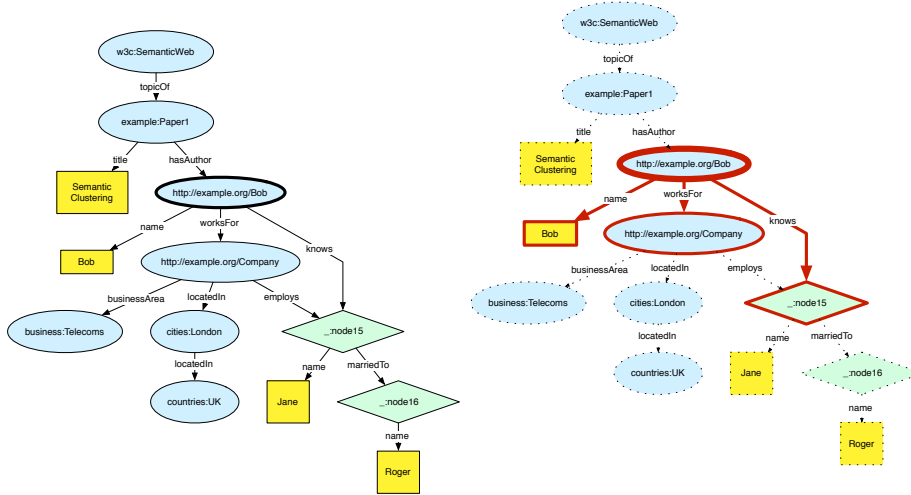 w3c:SemanticWeb
topicOf
example:Paper1
title
hasAuthor
Semantic
Clustering
http://example.org/Bob
name
worksFor
knows
Bob
http://example.org/Company
businessArea
locatedIn
employs
business:Telecoms
cities:London
_:node15
locatedIn
name
marriedTo
countries:UK
Jane
_:node16
name
Roger
w3c:SemanticWeb
topicOf
example:Paper1
title
hasAuthor
Semantic
Clustering
http://example.org/Bob
name
worksFor
knows
Bob
http://example.org/Company
businessArea
locatedIn
employs
business:Telecoms
cities:London
_:node15
locatedIn
name
marriedTo
countries:UK
Jane
_:node16
name
Roger